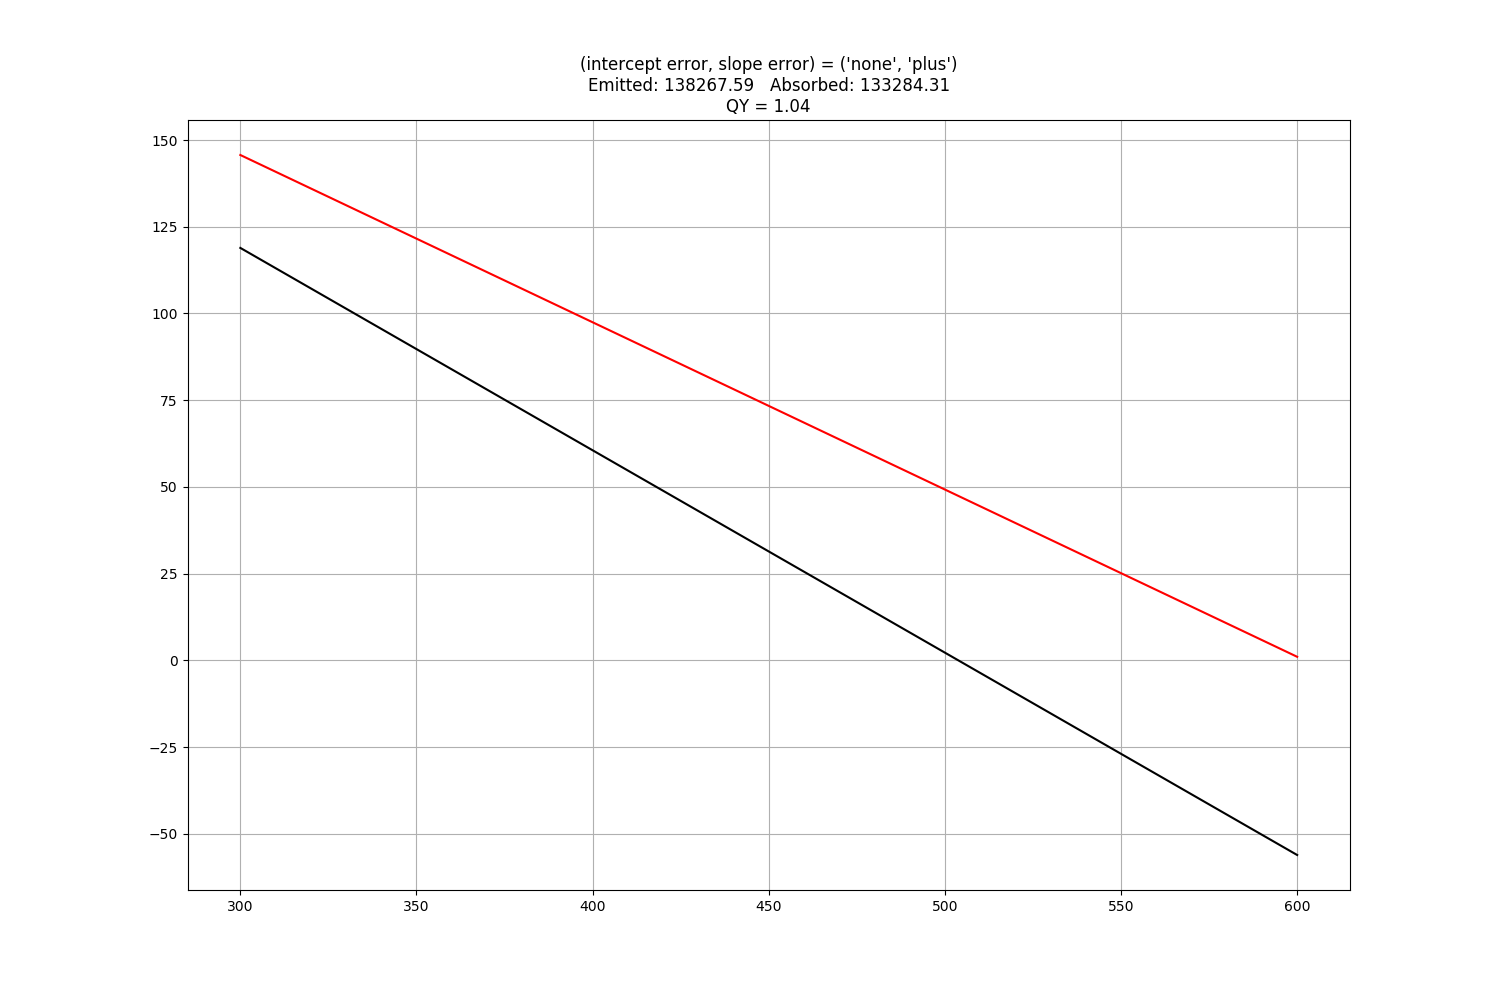 (intercept error, slope error) = ('none', 'plus')
Emitted: 138267.59   Absorbed: 133284.31
QY = 1.04
150
125
100
75
50
25
0
−25
−50
300 350 400 450 500 550 600